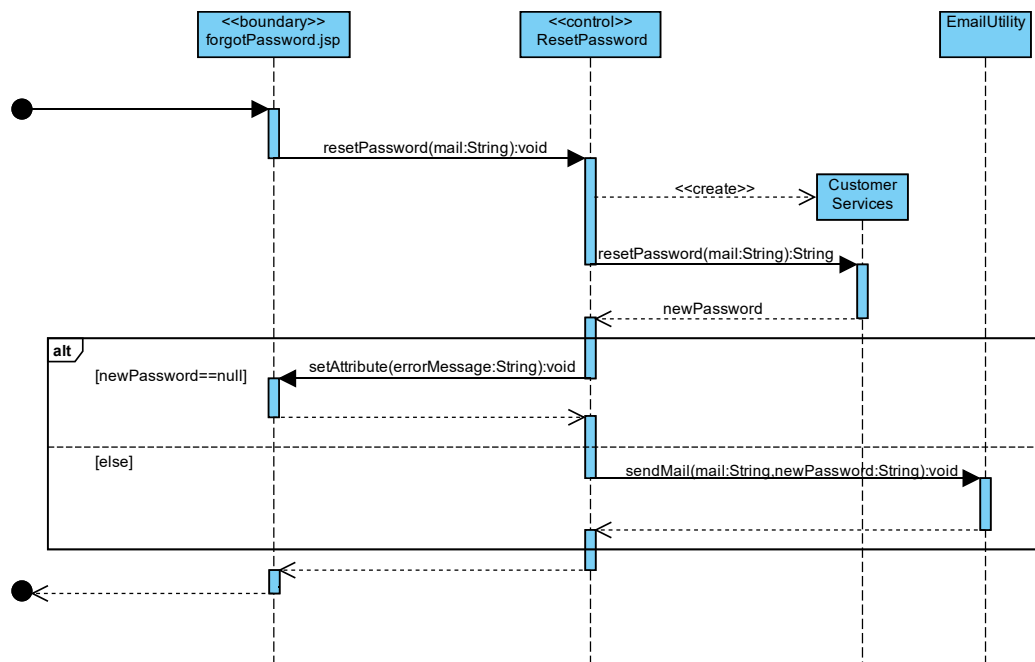 <<boundary>>
forgotPassword.jsp
<<control>>
ResetPassword
EmailUtility
resetPassword(mail:String):void
<<create>>
Customer
Services
resetPassword(mail:String):String
newPassword
alt
setAttribute(errorMessage:String):void
[newPassword==null]
[else]
sendMail(mail:String,newPassword:String):void